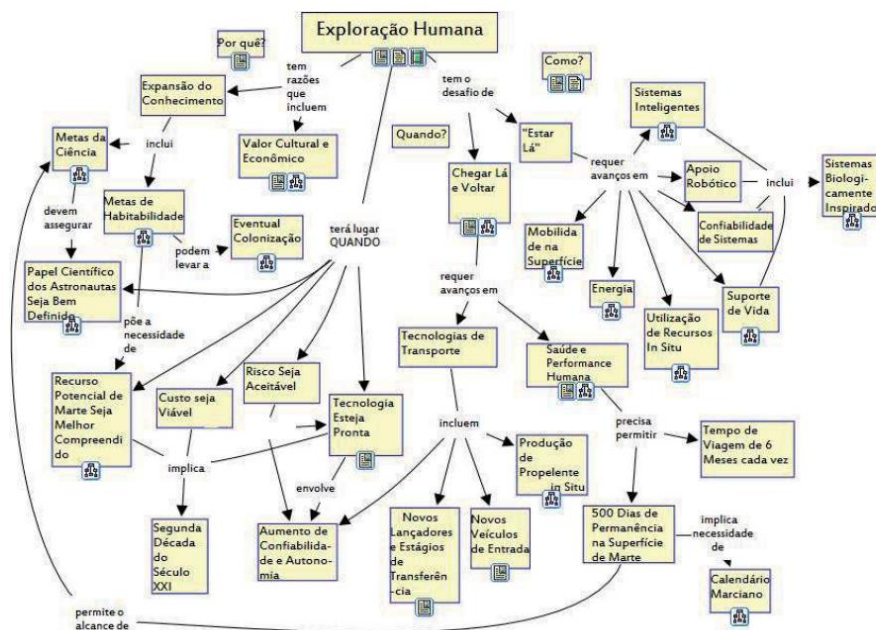 Exploração Humana
Por quê?
tem
razões
que
incluem
tem o
desafio de
Como?
Expansão do
Conhecimento
Sistemas
Inteligentes
Metas da
Ciência
inclui
Valor Cultural e
Econômico
Quando?
"Estar
Lá"
requer
avanços em
Chegar Lá
e Voltar
Apoio
Robótico
inclui
Sistemas
Biologi-
camente
Inspirado
devem
assegurar
Metas de
Habitabilidade
podem
levar a
Eventual
Colonização
terá lugar
QUANDO
Mobilida
de na
Superfície
Confiabilidade
de Sistemas
Papel Científico
dos Astronautas
Seja Bem
Definido
requer
avanços em
Energia
Utilização
de Recursos
In Situ
Suporte
de Vida
põe a
necessidade
de
Tecnologias de
Transporte
Saúde e
Performance
Humana
Recurso
Potencial de
Marte Seja
Melhor
Compreendi
do
Custo seja
Viável
Risco Seja
Aceitável
Tecnologia
Esteja
Pronta
incluem
precisa
permitir
Tempo de
Viagem de 6
Meses cada vez
implica
envolve
Produção
de
Propelente
in Situ
Segunda
Década
do
Século
XXI
Aumento de
Confiabilida-
de e Autono-
mia
Novos
Lançadores
e Estágios
de
Transferên
-cia
Novos
Veículos
de Entrada
500 Dias de
Permanência
na Superfície
de Marte
implica
necessidade
de
Calendário
Marciano
permite o
alcance de